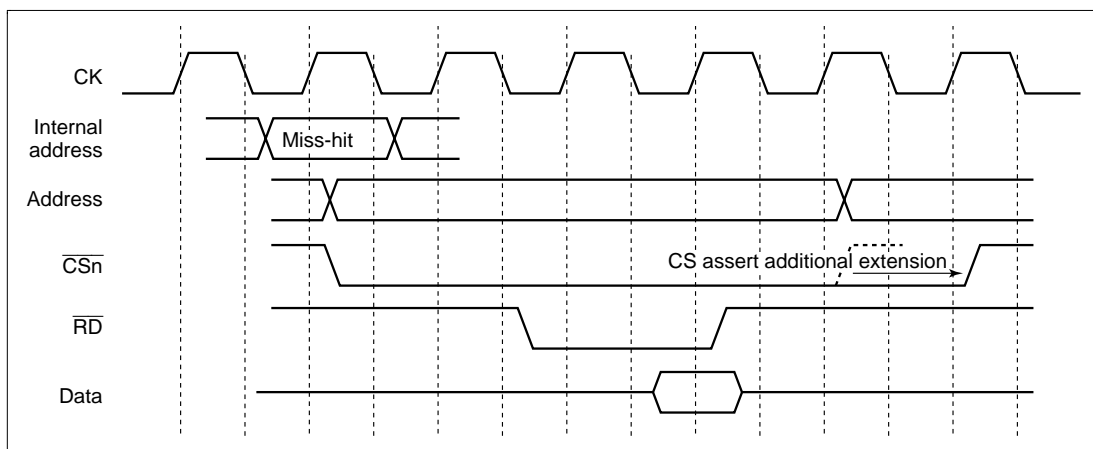 CK
Internal
address
Miss-hit
Address
CSn
CS assert additional extension
RD
Data